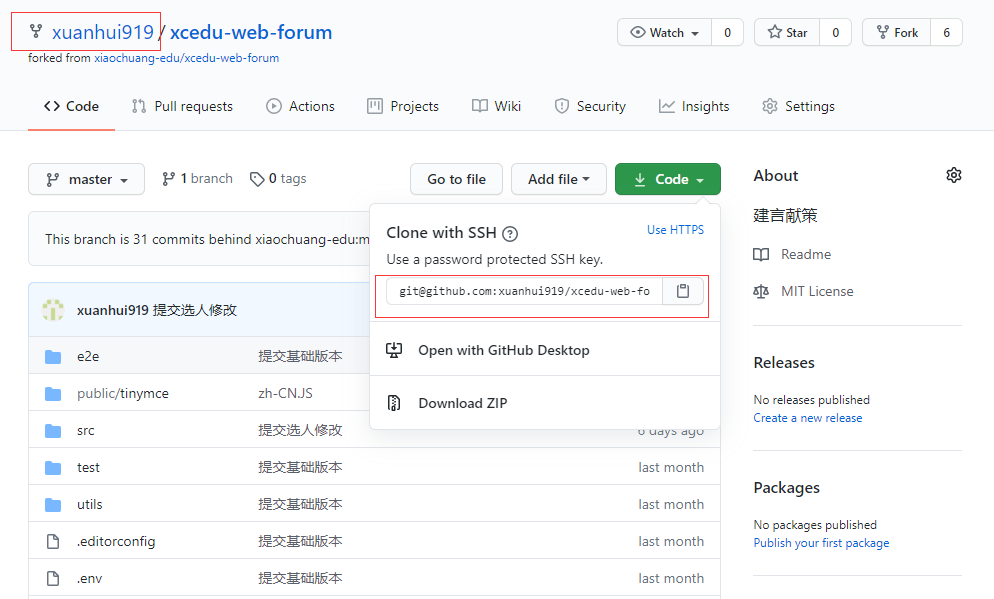 xuanhui919 / xcedu-web-forum
Watch 0 Star 0 Fork 6
forked from xiaochuang-edu/xcedu-web-forum
Code Pull requests Actions Projects Wiki Security Insights Settings
master 1 branch 0 tags Go to file Add file Code
This branch is 31 commits behind xiaochuang-edu:m
Clone with SSH Use HTTPS
Use a password protected SSH key.
git@github.com:xuanhui919/xcedu-web-fo
Open with GitHub Desktop
Download ZIP
xuanhui919 提交选人修改
e2e 提交基础版本
public/tinymce zh-CN.JS
src 提交选人修改 6 days ago
test 提交基础版本 last month
utils 提交基础版本 last month
.editorconfig 提交基础版本 last month
.env 提交基础版本 last month
About
建言献策
Readme
MIT License
Releases
No releases published
Create a new release
Packages
No packages published
Publish your first package